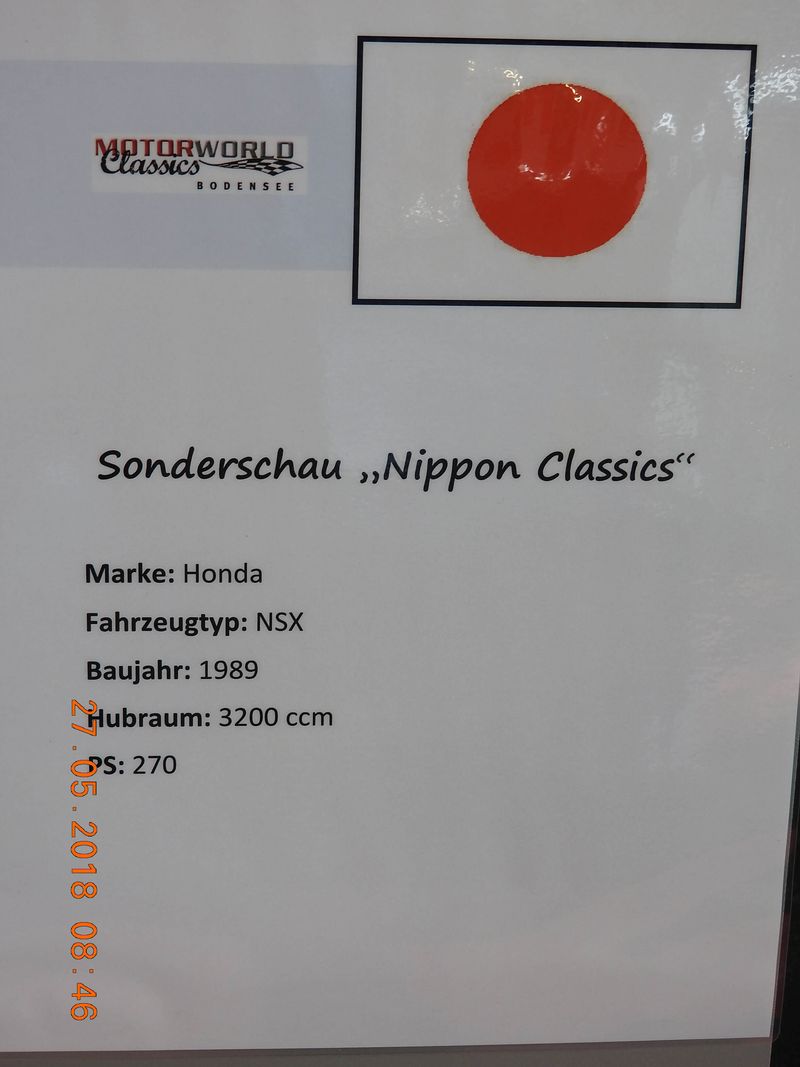 MOTORWORLD
Classics
BODENSEE
Sonderschau „Nippon Classics“
Marke: Honda
Fahrzeugtyp: NSX
Baujahr: 1989
Hubraum: 3200 ccm
PS: 270
27.05.2018 08:46